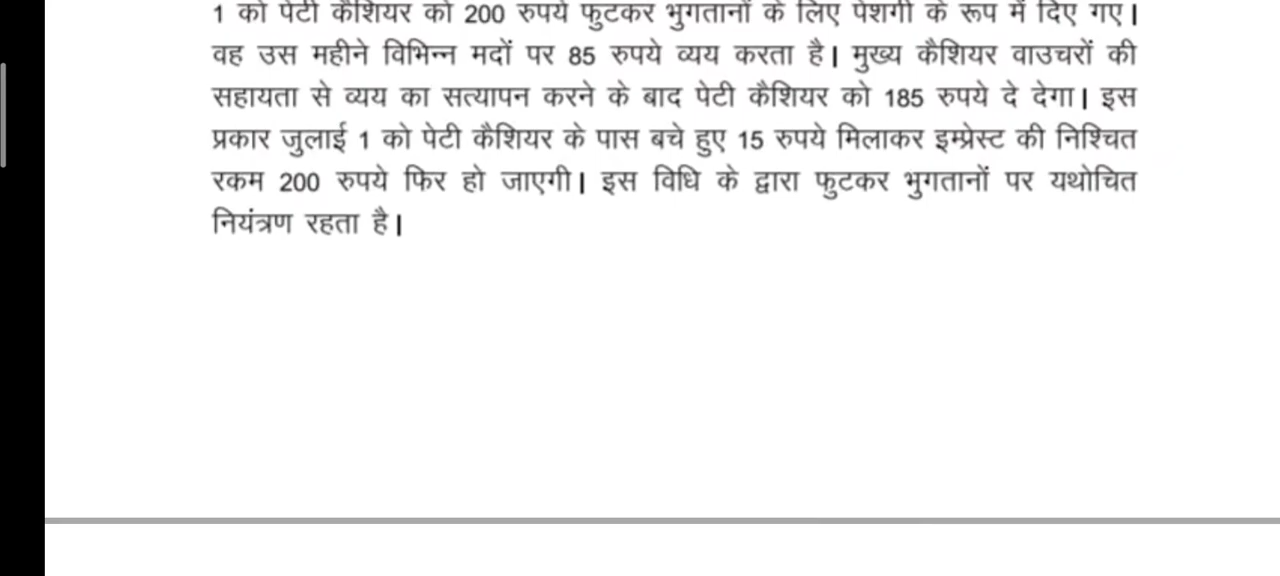 1 को पेटी कैशियर को 200 रुपये फुटकर भुगतानों के लिए पेशगी के रूप में दिए गए।
वह उस महीने विभिन्न मदों पर 85 रुपये व्यय करता है। मुख्य कैशियर वाउचरों की
सहायता से व्यय का सत्यापन करने के बाद पेटी कैशियर को 185 रुपये दे देगा। इस
प्रकार जुलाई 1 को पेटी कैशियर के पास बचे हुए 15 रुपये मिलाकर इम्प्रेस्ट की निश्चित
रकम 200 रुपये फिर हो जाएगी। इस विधि के द्वारा फुटकर भुगतानों पर यथोचित
नियंत्रण रहता है।